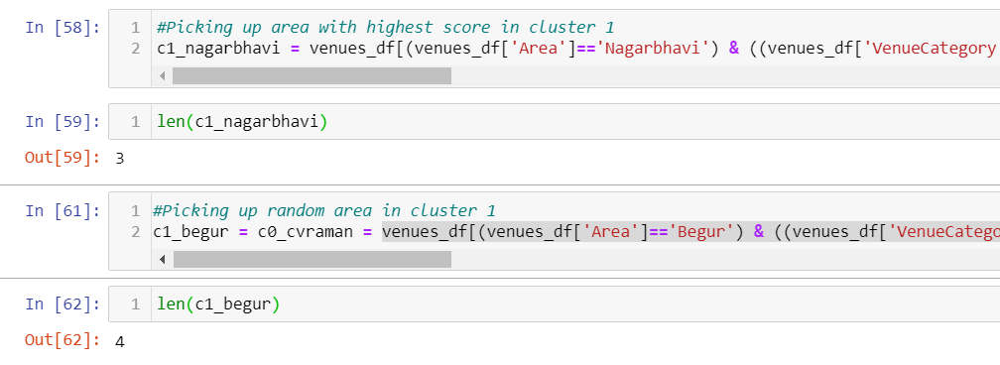 In [58]: 1 #Picking up area with highest score in cluster 1
2 c1_nagarbhavi = venues_df[(venues_df['Area']=='Nagarbhavi') & ((venues_df['VenueCategory
In [59]: 1 len(c1_nagarbhavi)
Out[59]: 3
In [61]: 1 #Picking up random area in cluster 1
2 c1_begur = c0_cvraman = venues_df[(venues_df['Area']=='Begur') & ((venues_df['VenueCatego
In [62]: 1 len(c1_begur)
Out[62]: 4